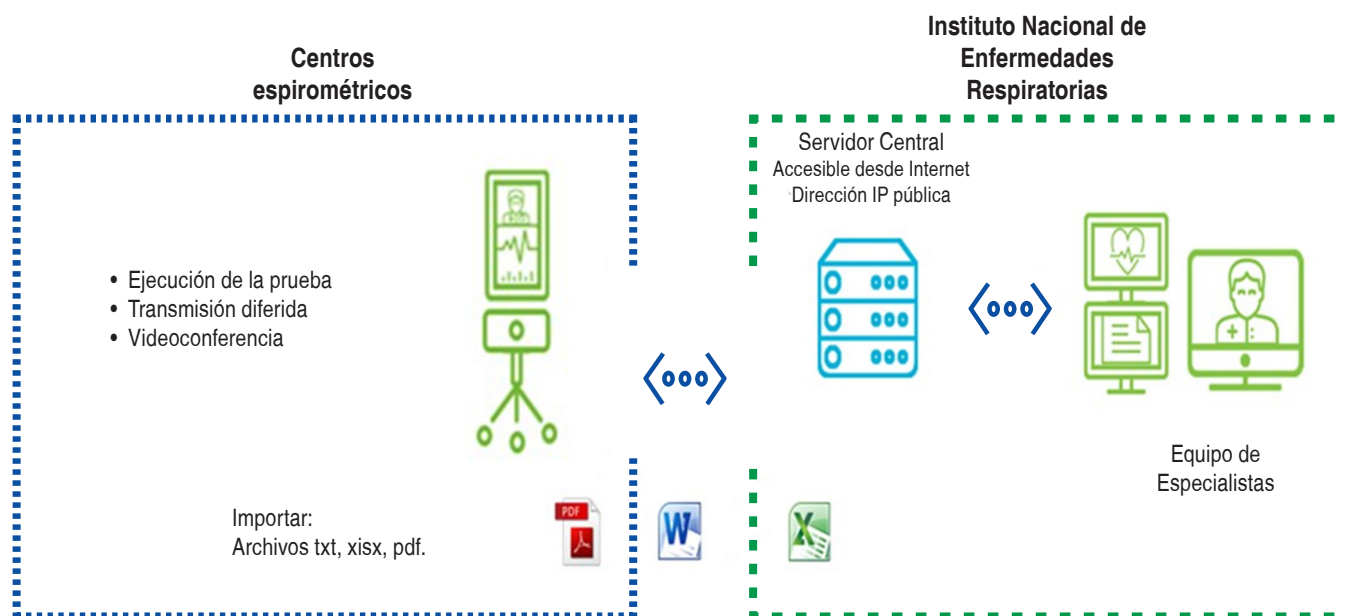 Centros
espirométricos
• Ejecución de la prueba
• Transmisión diferida
• Videoconferencia
Importar:
Archivos txt, xisx, pdf.
PDF
W
Instituto Nacional de
Enfermedades
Respiratorias
Servidor Central
Accesible desde Internet
Dirección IP pública
Equipo de
Especialistas
X